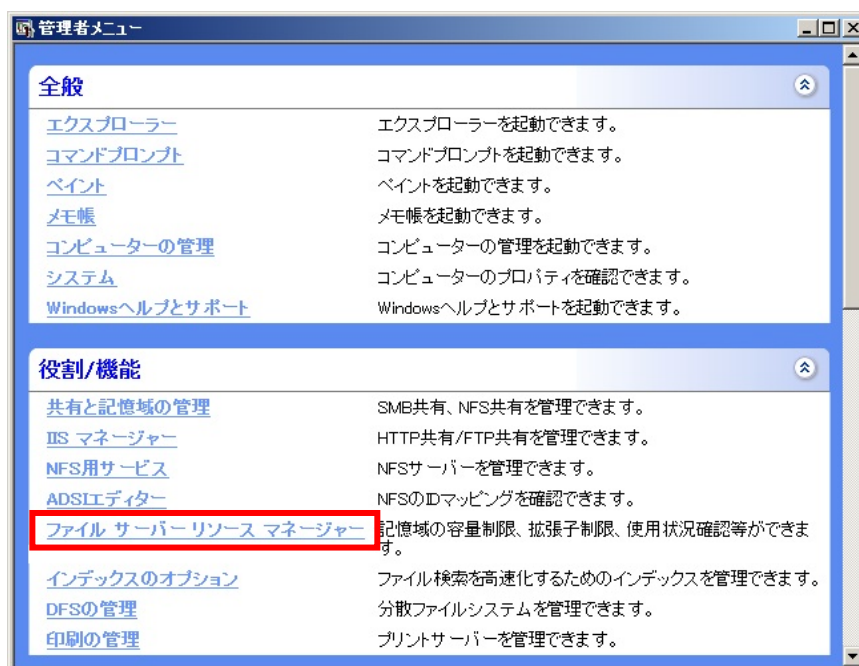 管理者メニュー
全般
エクスプローラー エクスプローラーを起動できます。
コマンドプロンプト コマンドプロンプトを起動できます。
ペイント ペイントを起動できます。
メモ帳 メモ帳を起動できます。
コンピューターの管理 コンピューターの管理を起動できます。
システム コンピューターのプロパティを確認できます。
Windowsヘルプとサポート Windowsヘルプとサポートを起動できます。
役割/機能
共有と記憶域の管理 SMB共有、NFS共有を管理できます。
IIS マネージャー HTTP共有/FTP共有を管理できます。
NFS用サービス NFSサーバーを管理できます。
ADSIエディター NFSのIDマッピングを確認できます。
ファイル サーバー リソース マネージャー 記憶域の容量制限、拡張子制限、使用状況確認等ができま
す。
インデックスのオプション ファイル検索を高速化するためのインデックスを管理できます。
DFSの管理 分散ファイルシステムを管理できます。
印刷の管理 プリントサーバーを管理できます。